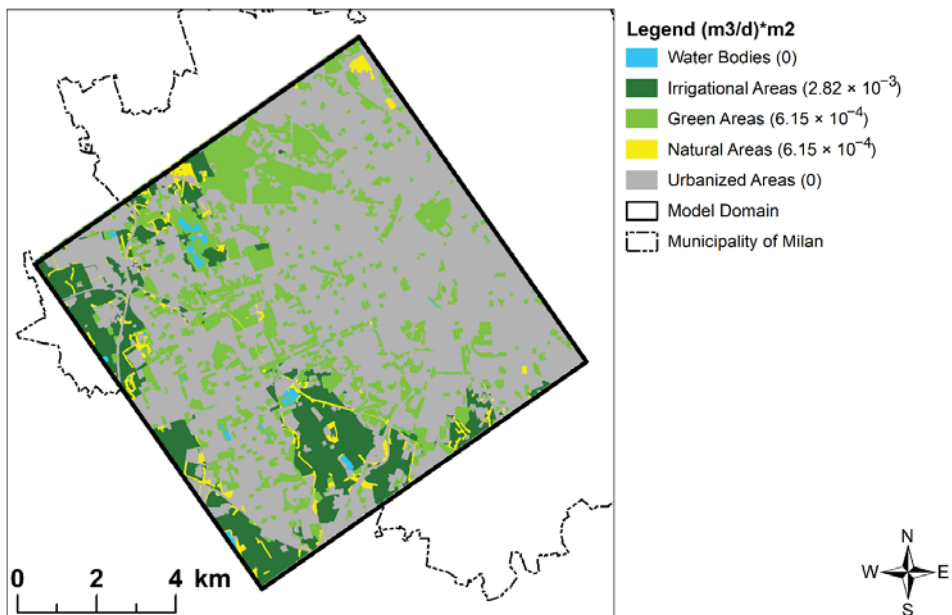 Legend (m3/d)*m2
Water Bodies (0)
Irrigational Areas (2.82 × 10⁻³)
Green Areas (6.15 × 10⁻⁴)
Natural Areas (6.15 × 10⁻⁴)
Urbanized Areas (0)
Model Domain
Municipality of Milan
0 2 4 km
N
W E
S